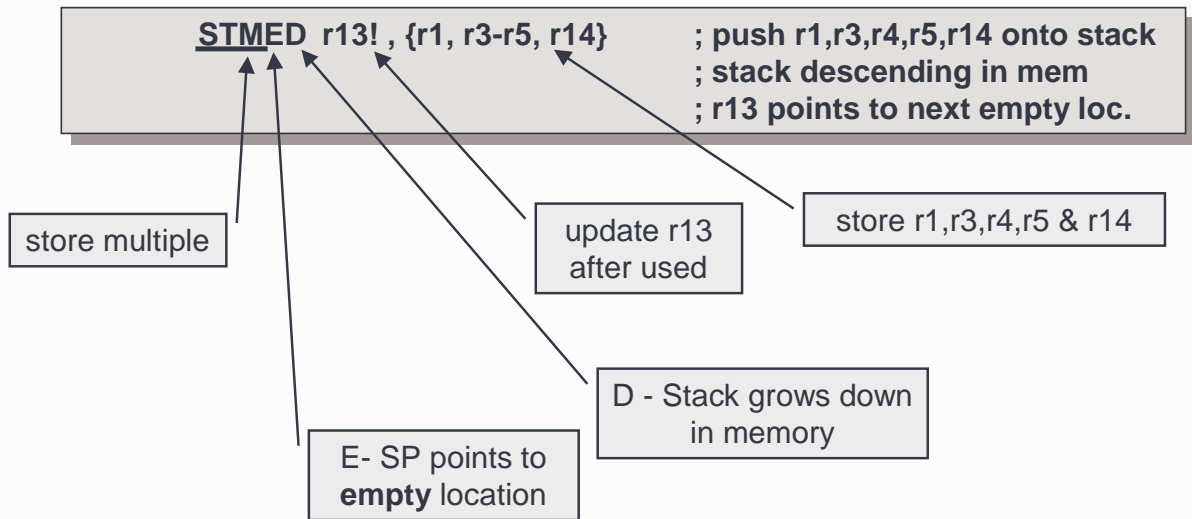 STMED r13! , {r1, r3-r5, r14} ; push r1,r3,r4,r5,r14 onto stack
; stack descending in mem
; r13 points to next empty loc.
store multiple
update r13
after used
store r1,r3,r4,r5 & r14
D - Stack grows down
in memory
E- SP points to
empty location